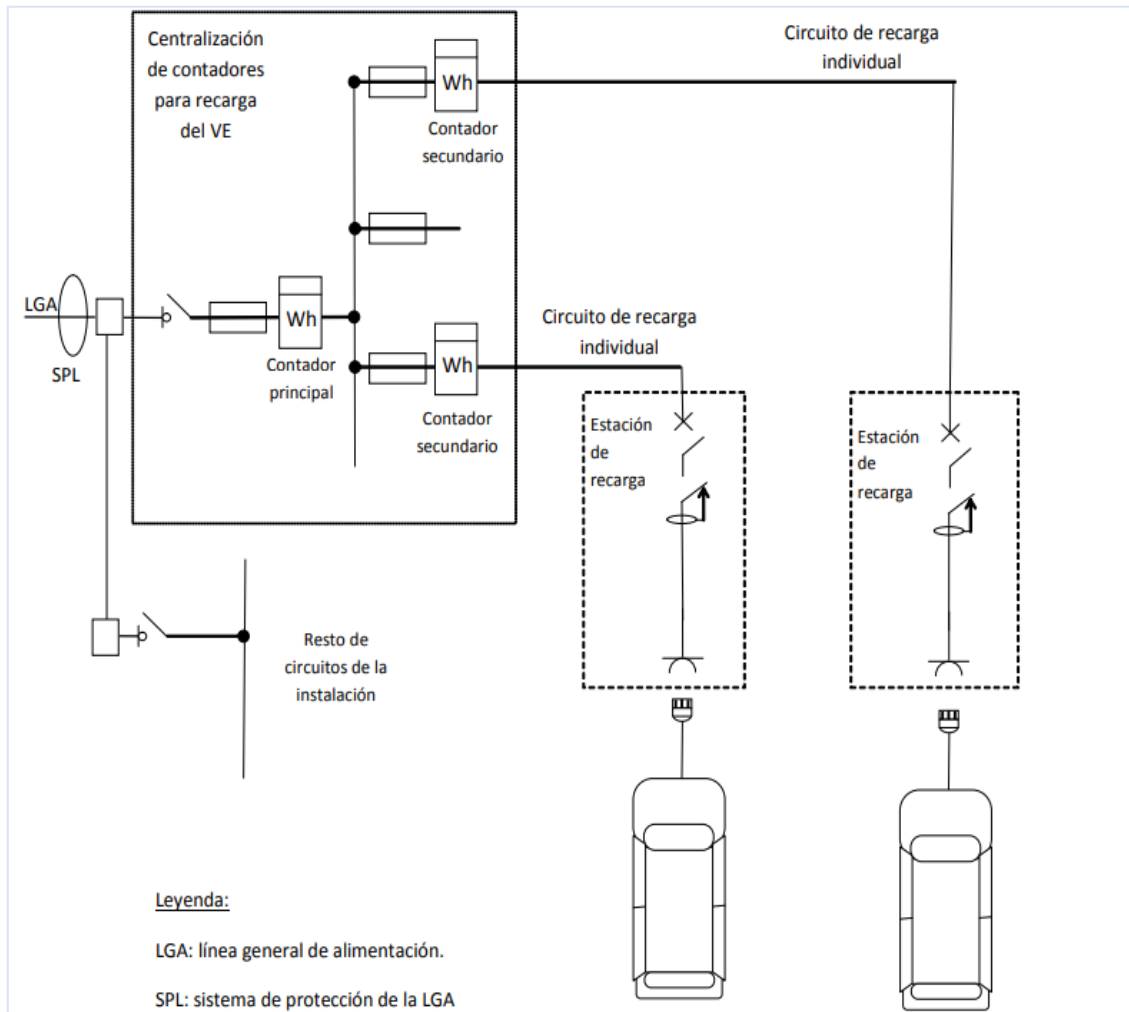 Centralización
de contadores
para recarga
del VE
Wh
Contador
secundario
Circuito de recarga
individual
LGA
SPL
Wh
Contador
principal
Wh
Contador
secundario
Circuito de recarga
individual
Estación
de
recarga
Estación
de
recarga
Resto de
circuitos de la
instalación
Leyenda:
LGA: línea general de alimentación.
SPL: sistema de protección de la LGA